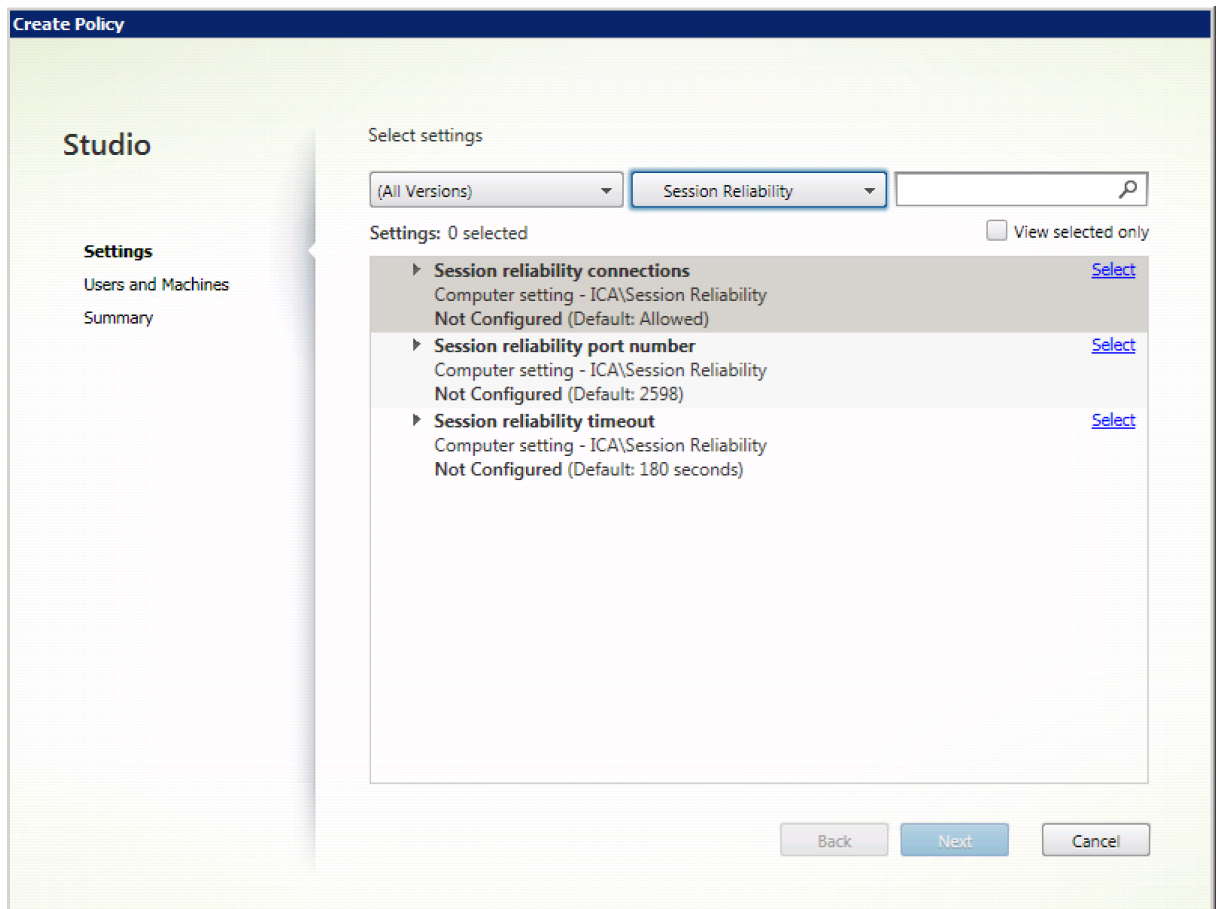 Create Policy
Studio
Settings
Users and Machines
Summary
Select settings
(All Versions)
Session Reliability
Settings: 0 selected
View selected only
Session reliability connections
Select
Computer setting - ICA\Session Reliability
Not Configured (Default: Allowed)
Session reliability port number
Select
Computer setting - ICA\Session Reliability
Not Configured (Default: 2598)
Session reliability timeout
Select
Computer setting - ICA\Session Reliability
Not Configured (Default: 180 seconds)
Back
Next
Cancel